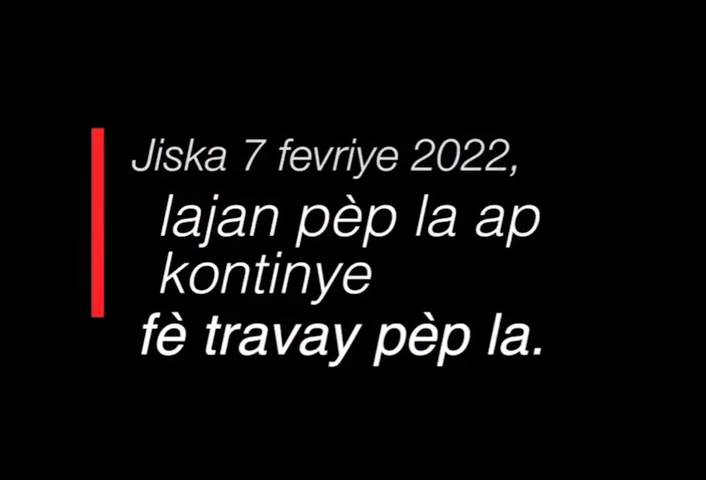 Jiska 7 fevriye 2022,
lajan pèp la ap
kontinye
fè travay pèp la.